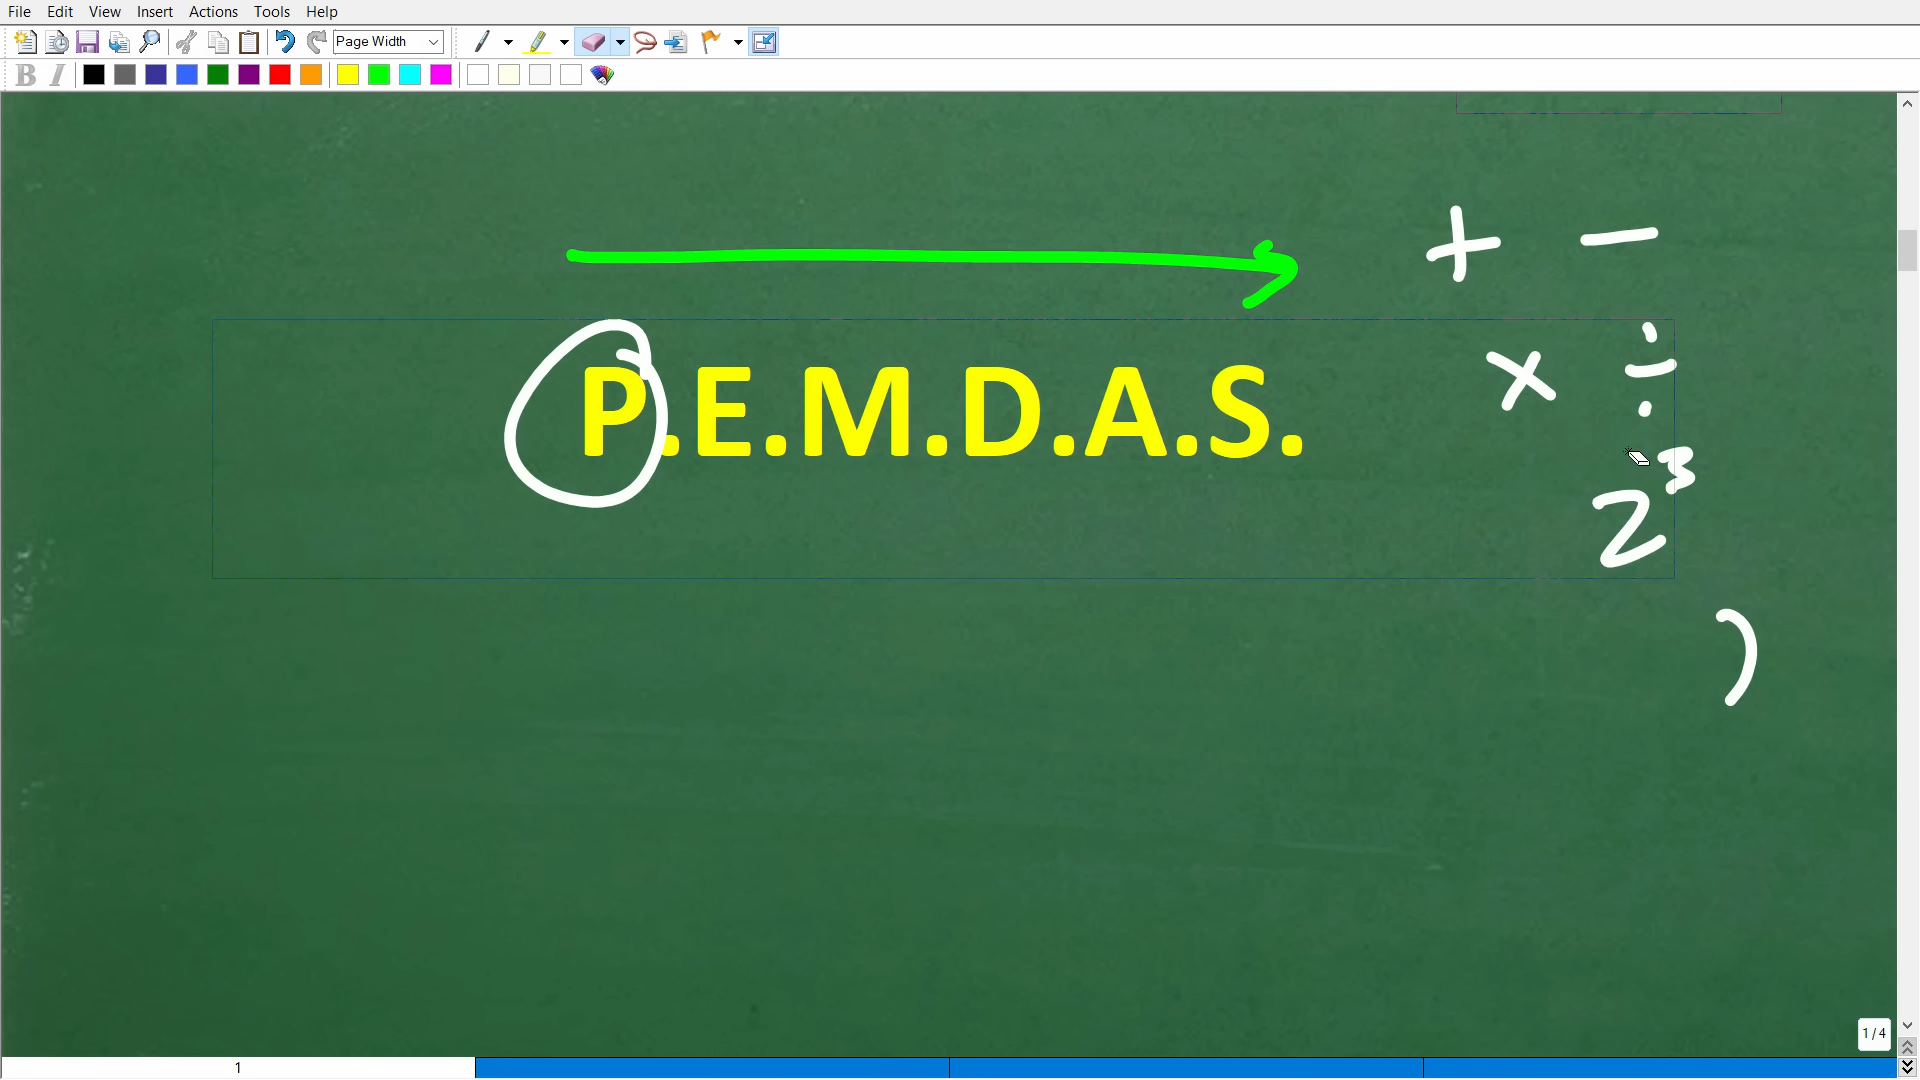 File Edit View Insert Actions Tools Help
Page Width
B I
+ −
P.E.M.D.A.S.
× ÷
2³
)
1 / 4
1